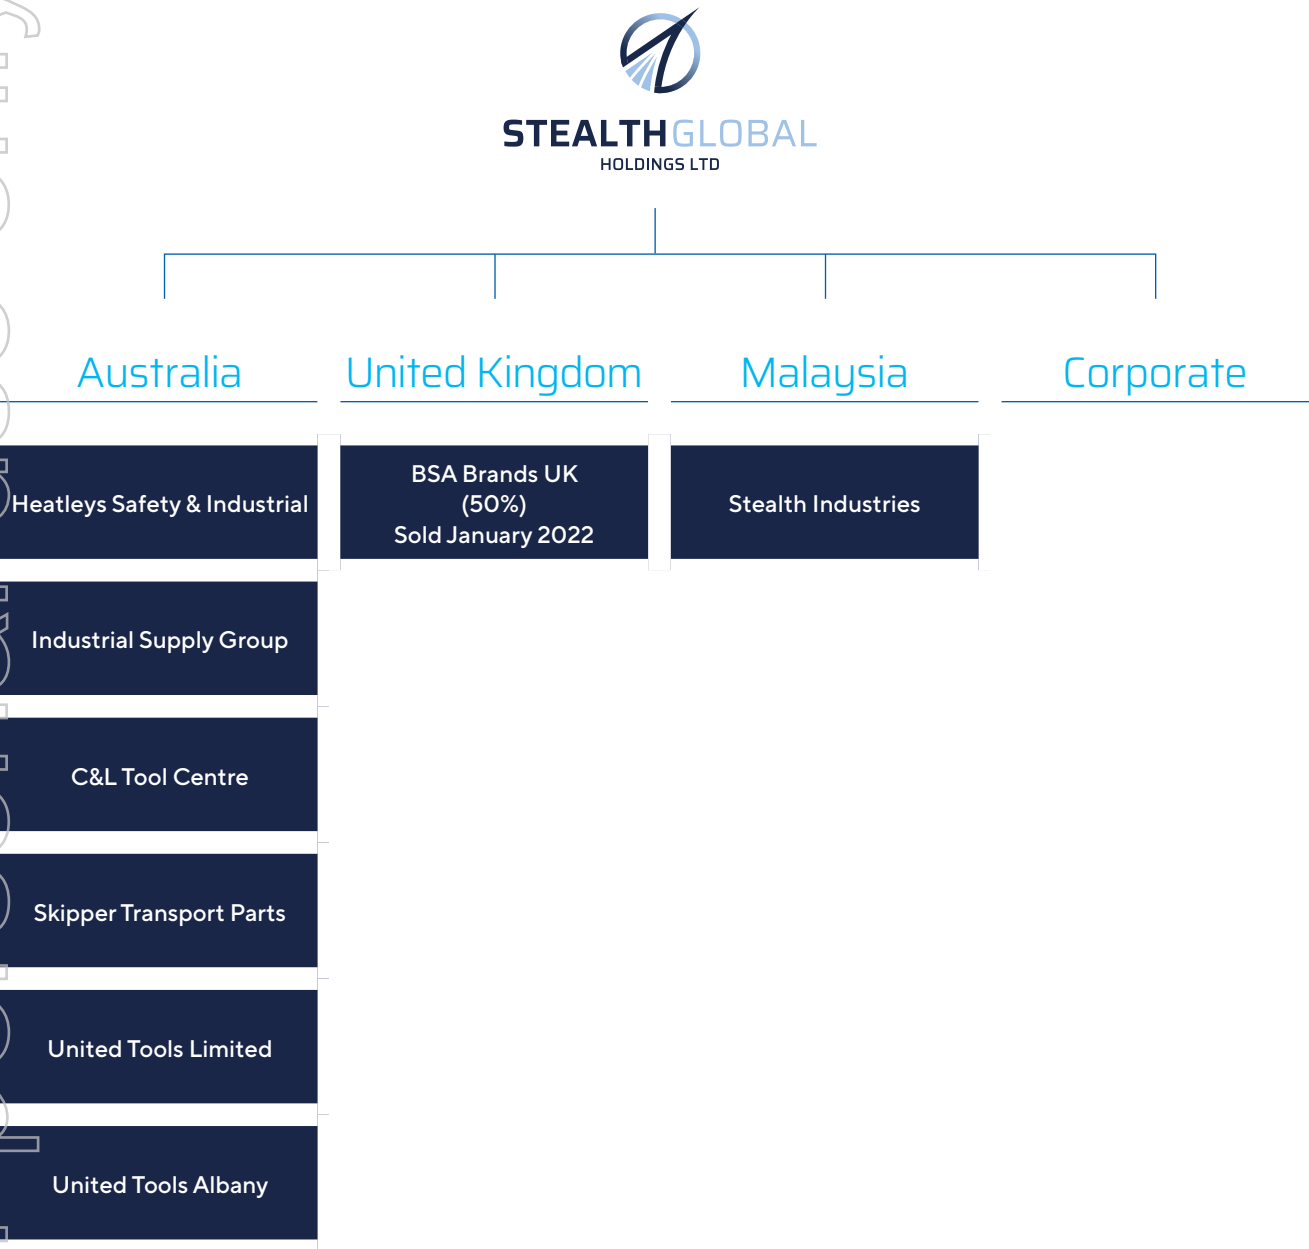 STEALTHGLOBAL
HOLDINGS LTD
Australia
United Kingdom
Malaysia
Corporate
Heatleys Safety & Industrial
BSA Brands UK
(50%)
Sold January 2022
Stealth Industries
Industrial Supply Group
C&L Tool Centre
Skipper Transport Parts
United Tools Limited
United Tools Albany